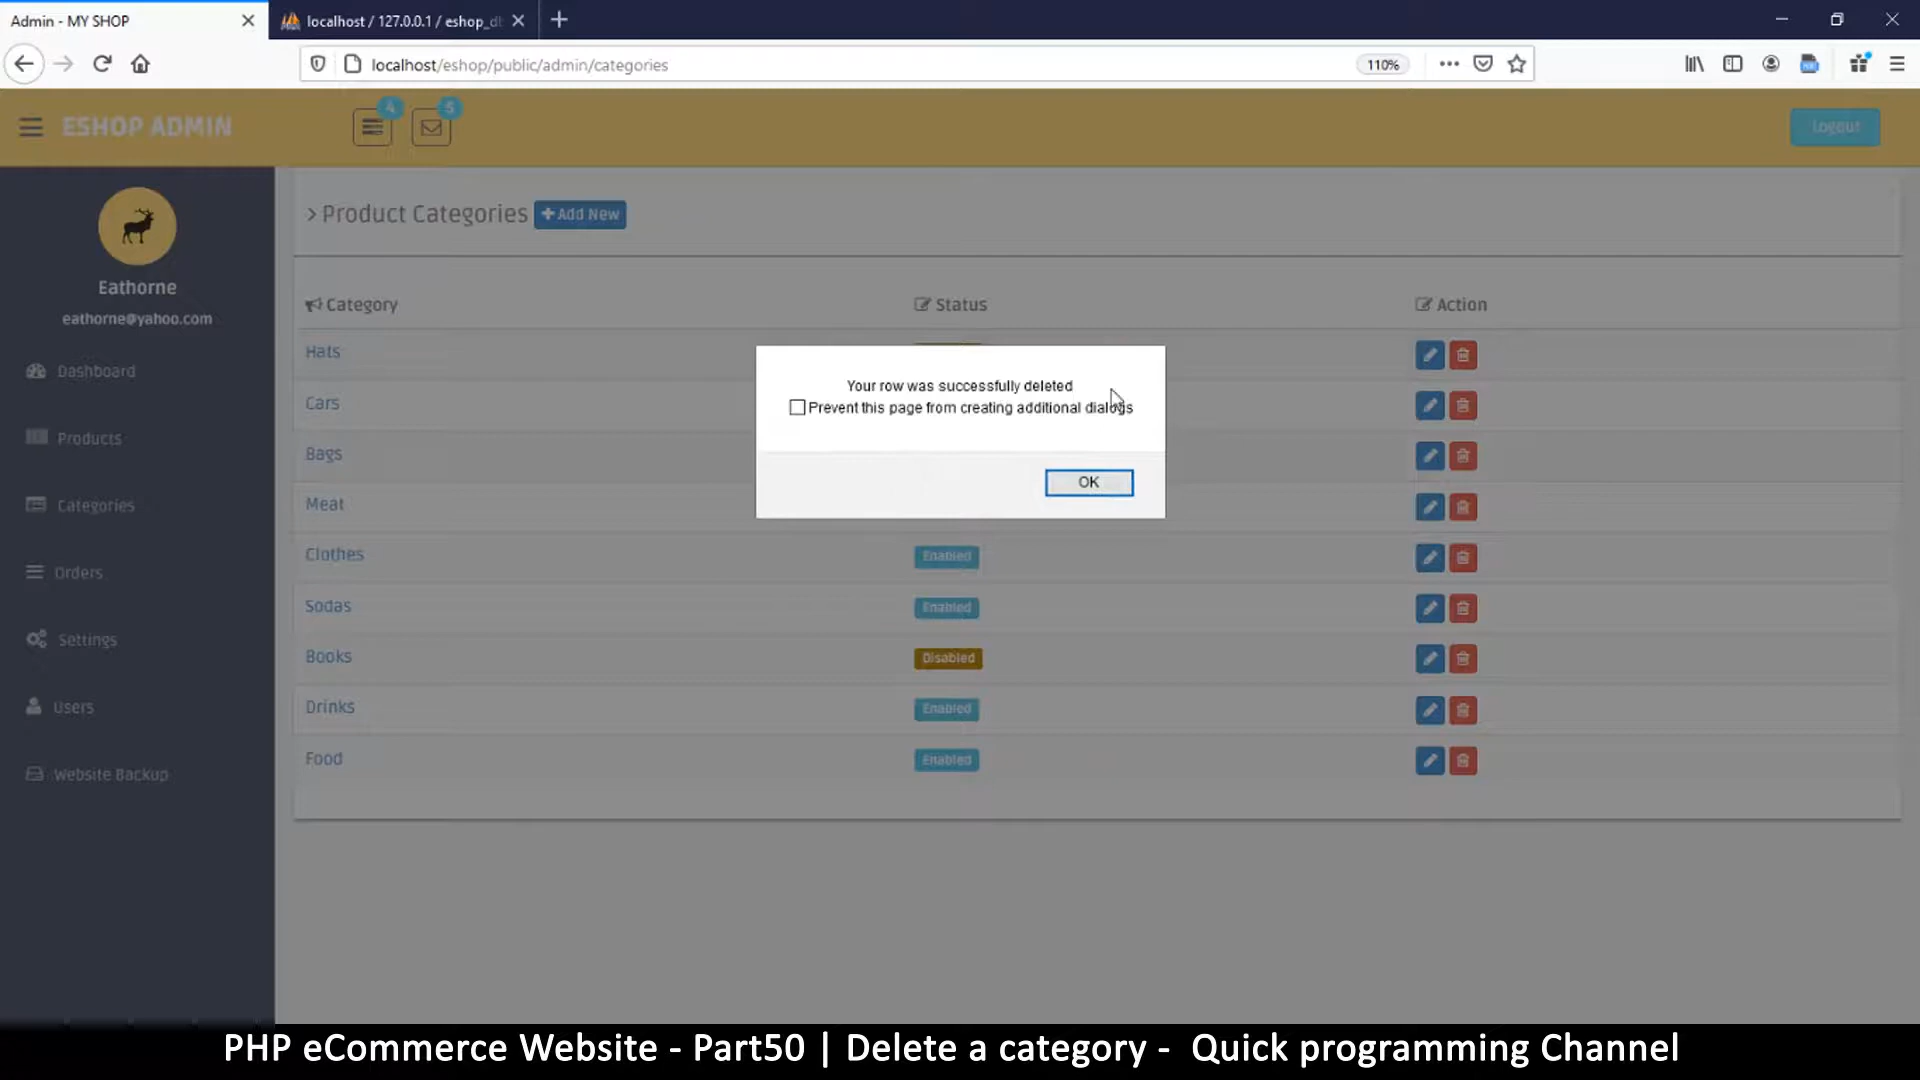 Admin - MY SHOP
localhost / 127.0.0.1 / eshop_d
localhost/eshop/public/admin/categories
110%
ESHOP ADMIN
4
5
Logout
Eathorne
eathorne@yahoo.com
Dashboard
Products
Categories
Orders
Settings
Users
Website Backup
> Product Categories
+Add New
Category Status Action
Hats
Cars
Bags
Meat
Clothes Enabled
Sodas Enabled
Books Disabled
Drinks Enabled
Food Enabled
Your row was successfully deleted
Prevent this page from creating additional dialogs
OK
PHP eCommerce Website - Part50 | Delete a category - Quick programming Channel